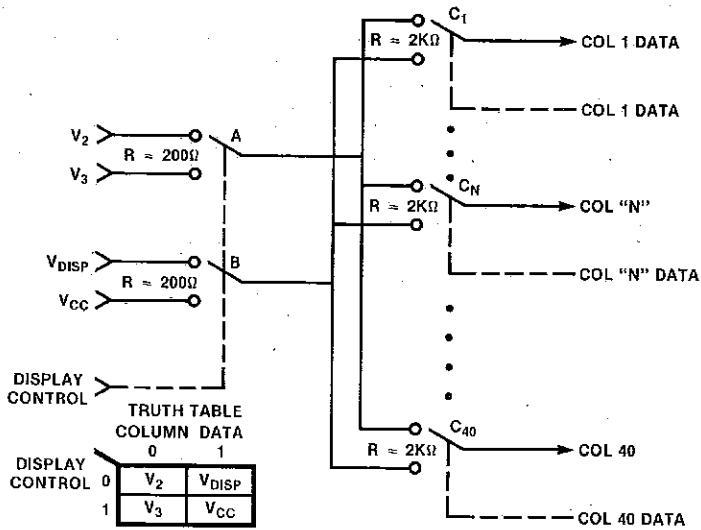 C1
R = 2KΩ
COL 1 DATA
COL 1 DATA
V2
A
R = 200Ω
V3
CN
R = 2KΩ
COL "N"
VDISP
B
R = 200Ω
VCC
COL "N" DATA
DISPLAY
CONTROL
TRUTH TABLE
COLUMN DATA
0 1
DISPLAY
CONTROL
0 V2 VDISP
1 V3 VCC
C40
R = 2KΩ
COL 40
COL 40 DATA